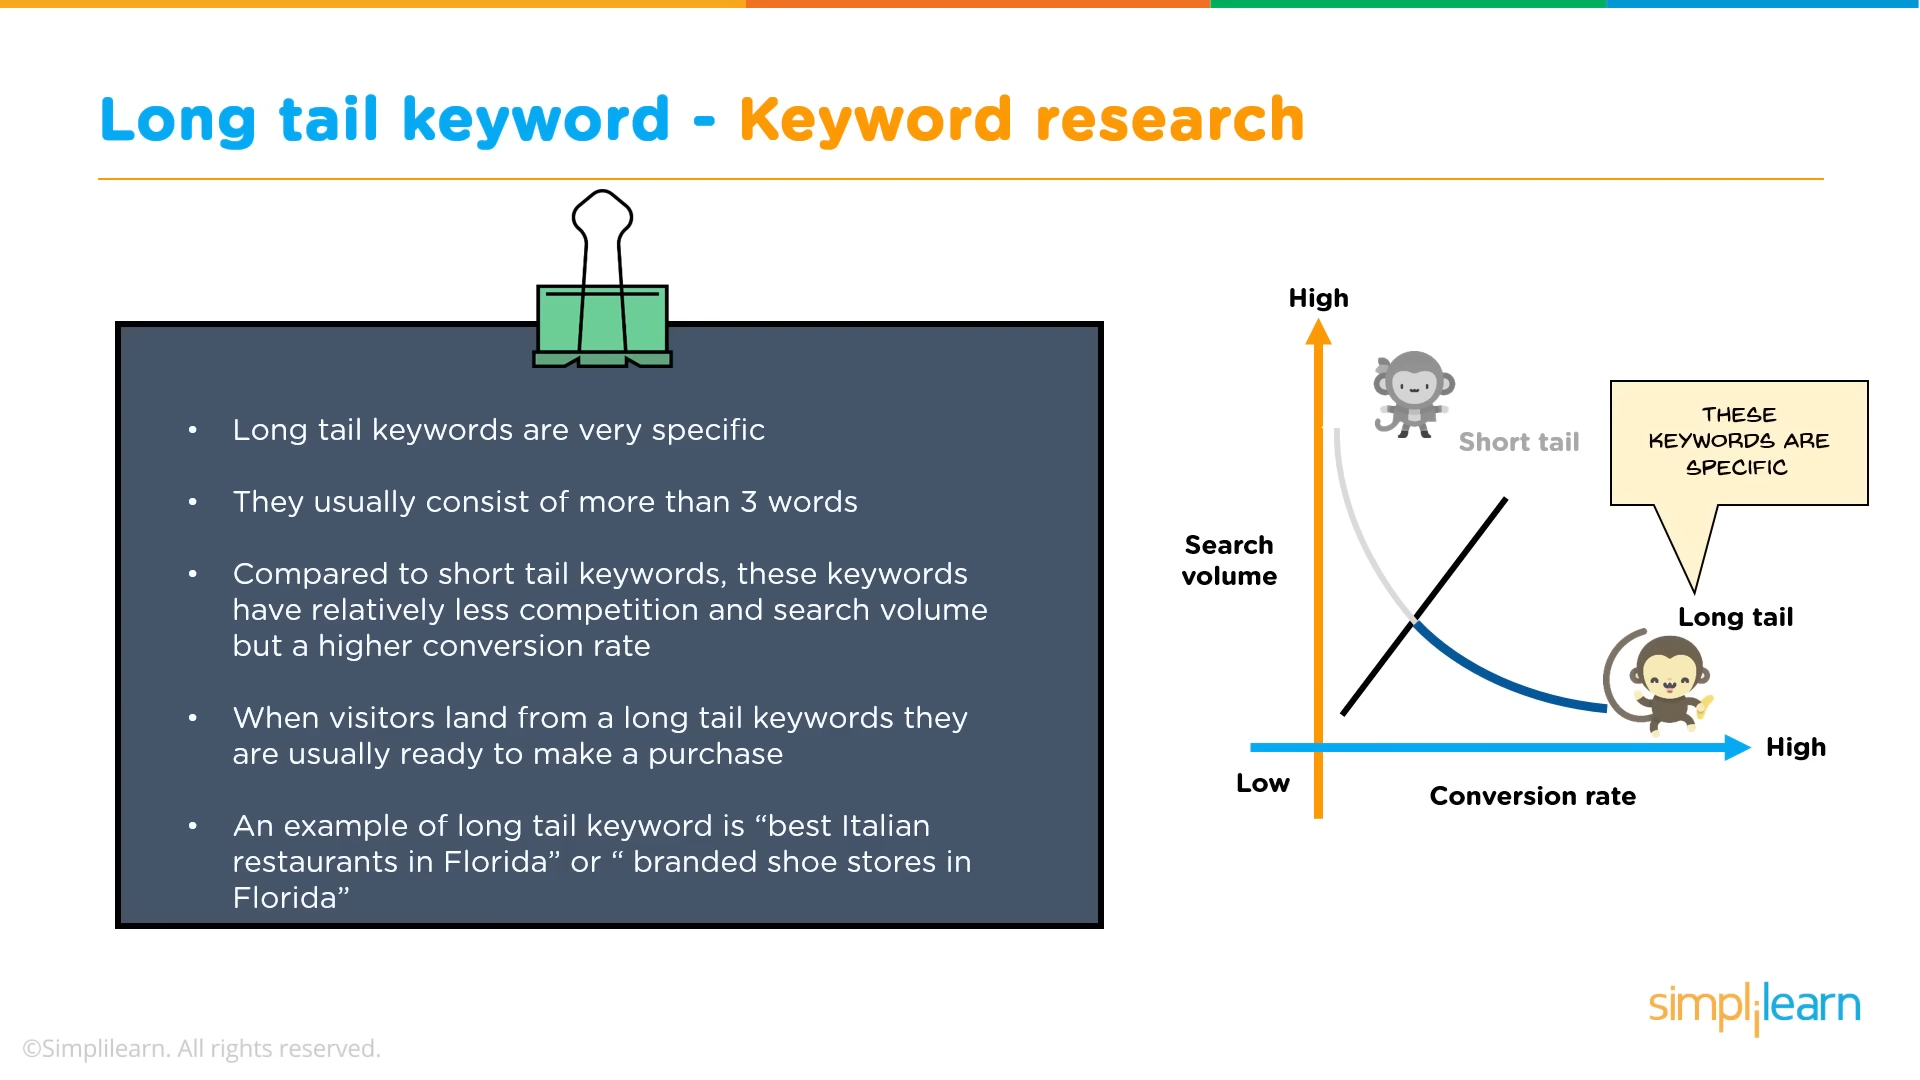 Long tail keyword - Keyword research
• Long tail keywords are very specific
• They usually consist of more than 3 words
• Compared to short tail keywords, these keywords
have relatively less competition and search volume
but a higher conversion rate
• When visitors land from a long tail keywords they
are usually ready to make a purchase
• An example of long tail keyword is “best Italian
restaurants in Florida” or “ branded shoe stores in
Florida”
High
Short tail
THESE
KEYWORDS ARE
SPECIFIC
Search
volume
Long tail
High
Low
Conversion rate
simplilearn
©Simplilearn. All rights reserved.